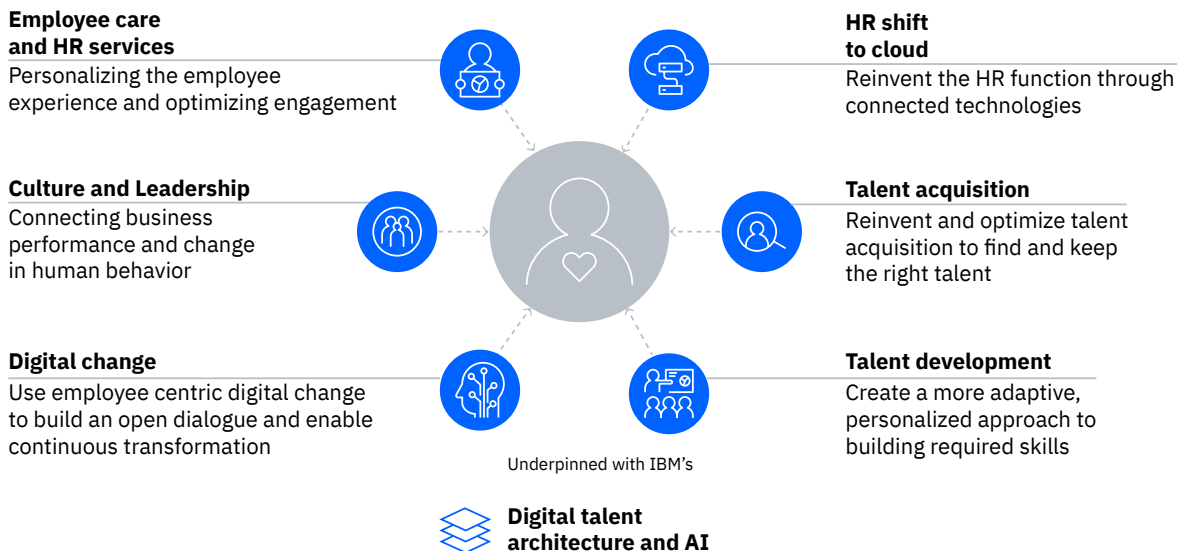 Employee care
and HR services
Personalizing the employee
experience and optimizing engagement
Culture and Leadership
Connecting business
performance and change
in human behavior
Digital change
Use employee centric digital change
to build an open dialogue and enable
continuous transformation
HR shift
to cloud
Reinvent the HR function through
connected technologies
Talent acquisition
Reinvent and optimize talent
acquisition to find and keep
the right talent
Talent development
Create a more adaptive,
personalized approach to
building required skills
Underpinned with IBM’s
Digital talent
architecture and AI